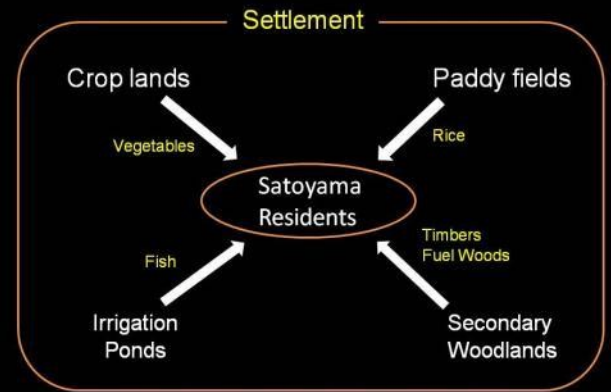 Settlement
Crop lands
Paddy fields
Vegetables
Rice
Satoyama
Residents
Fish
Timbers
Fuel Woods
Irrigation
Ponds
Secondary
Woodlands